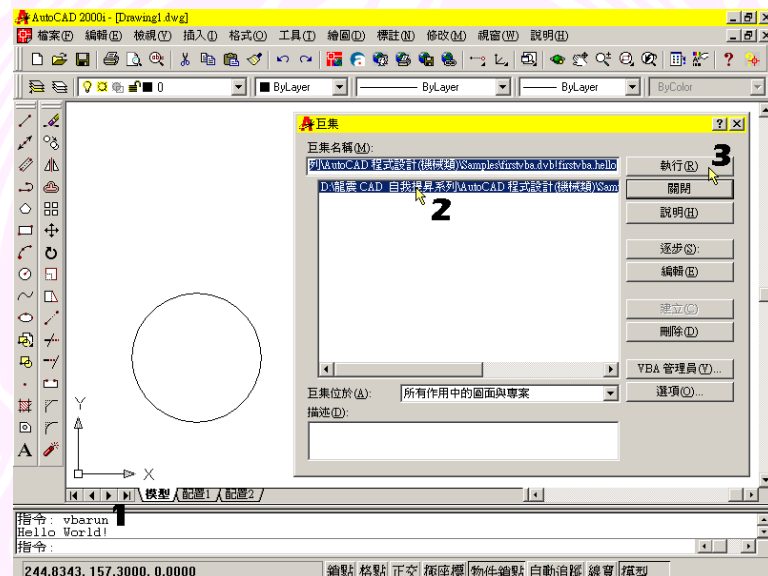 AutoCAD 2000i - [Drawing1.dwg]
檔案(F) 編輯(E) 檢視(V) 插入(I) 格式(O) 工具(T) 繪圖(D) 標註(N) 修改(M) 視窗(W) 說明(H)
0 ByLayer ByLayer ByLayer ByColor
巨集
巨集名稱(M):
列\AutoCAD 程式設計(機械類)\Samples\firstvba.dvb!firstvba.hello
執行(R)
3
D:\龍震 CAD 自我提昇系列\AutoCAD 程式設計(機械類)\Sam
關閉
2
說明(H)
逐步(S):
編輯(E)
建立(C)
刪除(D)
VBA 管理員(V)...
巨集位於(A): 所有作用中的圖面與專案
選項(O)...
描述(D):
Y
A
X
模型 配置1 配置2
1
指令: vbarun
Hello World!
指令:
244.8343, 157.3000, 0.0000 鎖點 格點 正交 極座標 物件鎖點 自動追蹤 線寬 模型